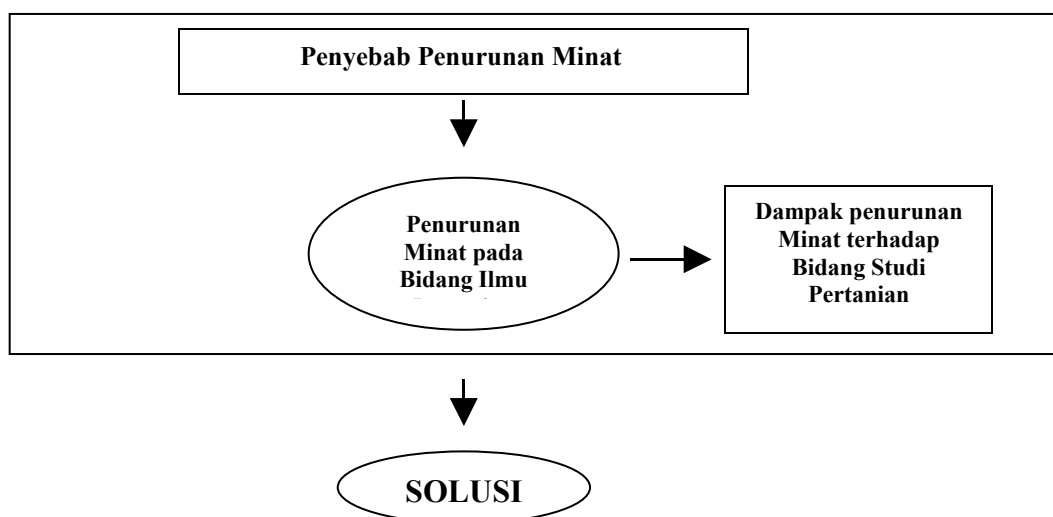 Penyebab Penurunan Minat
Penurunan
Minat pada
Bidang Ilmu
Dampak penurunan
Minat terhadap
Bidang Studi
Pertanian
SOLUSI